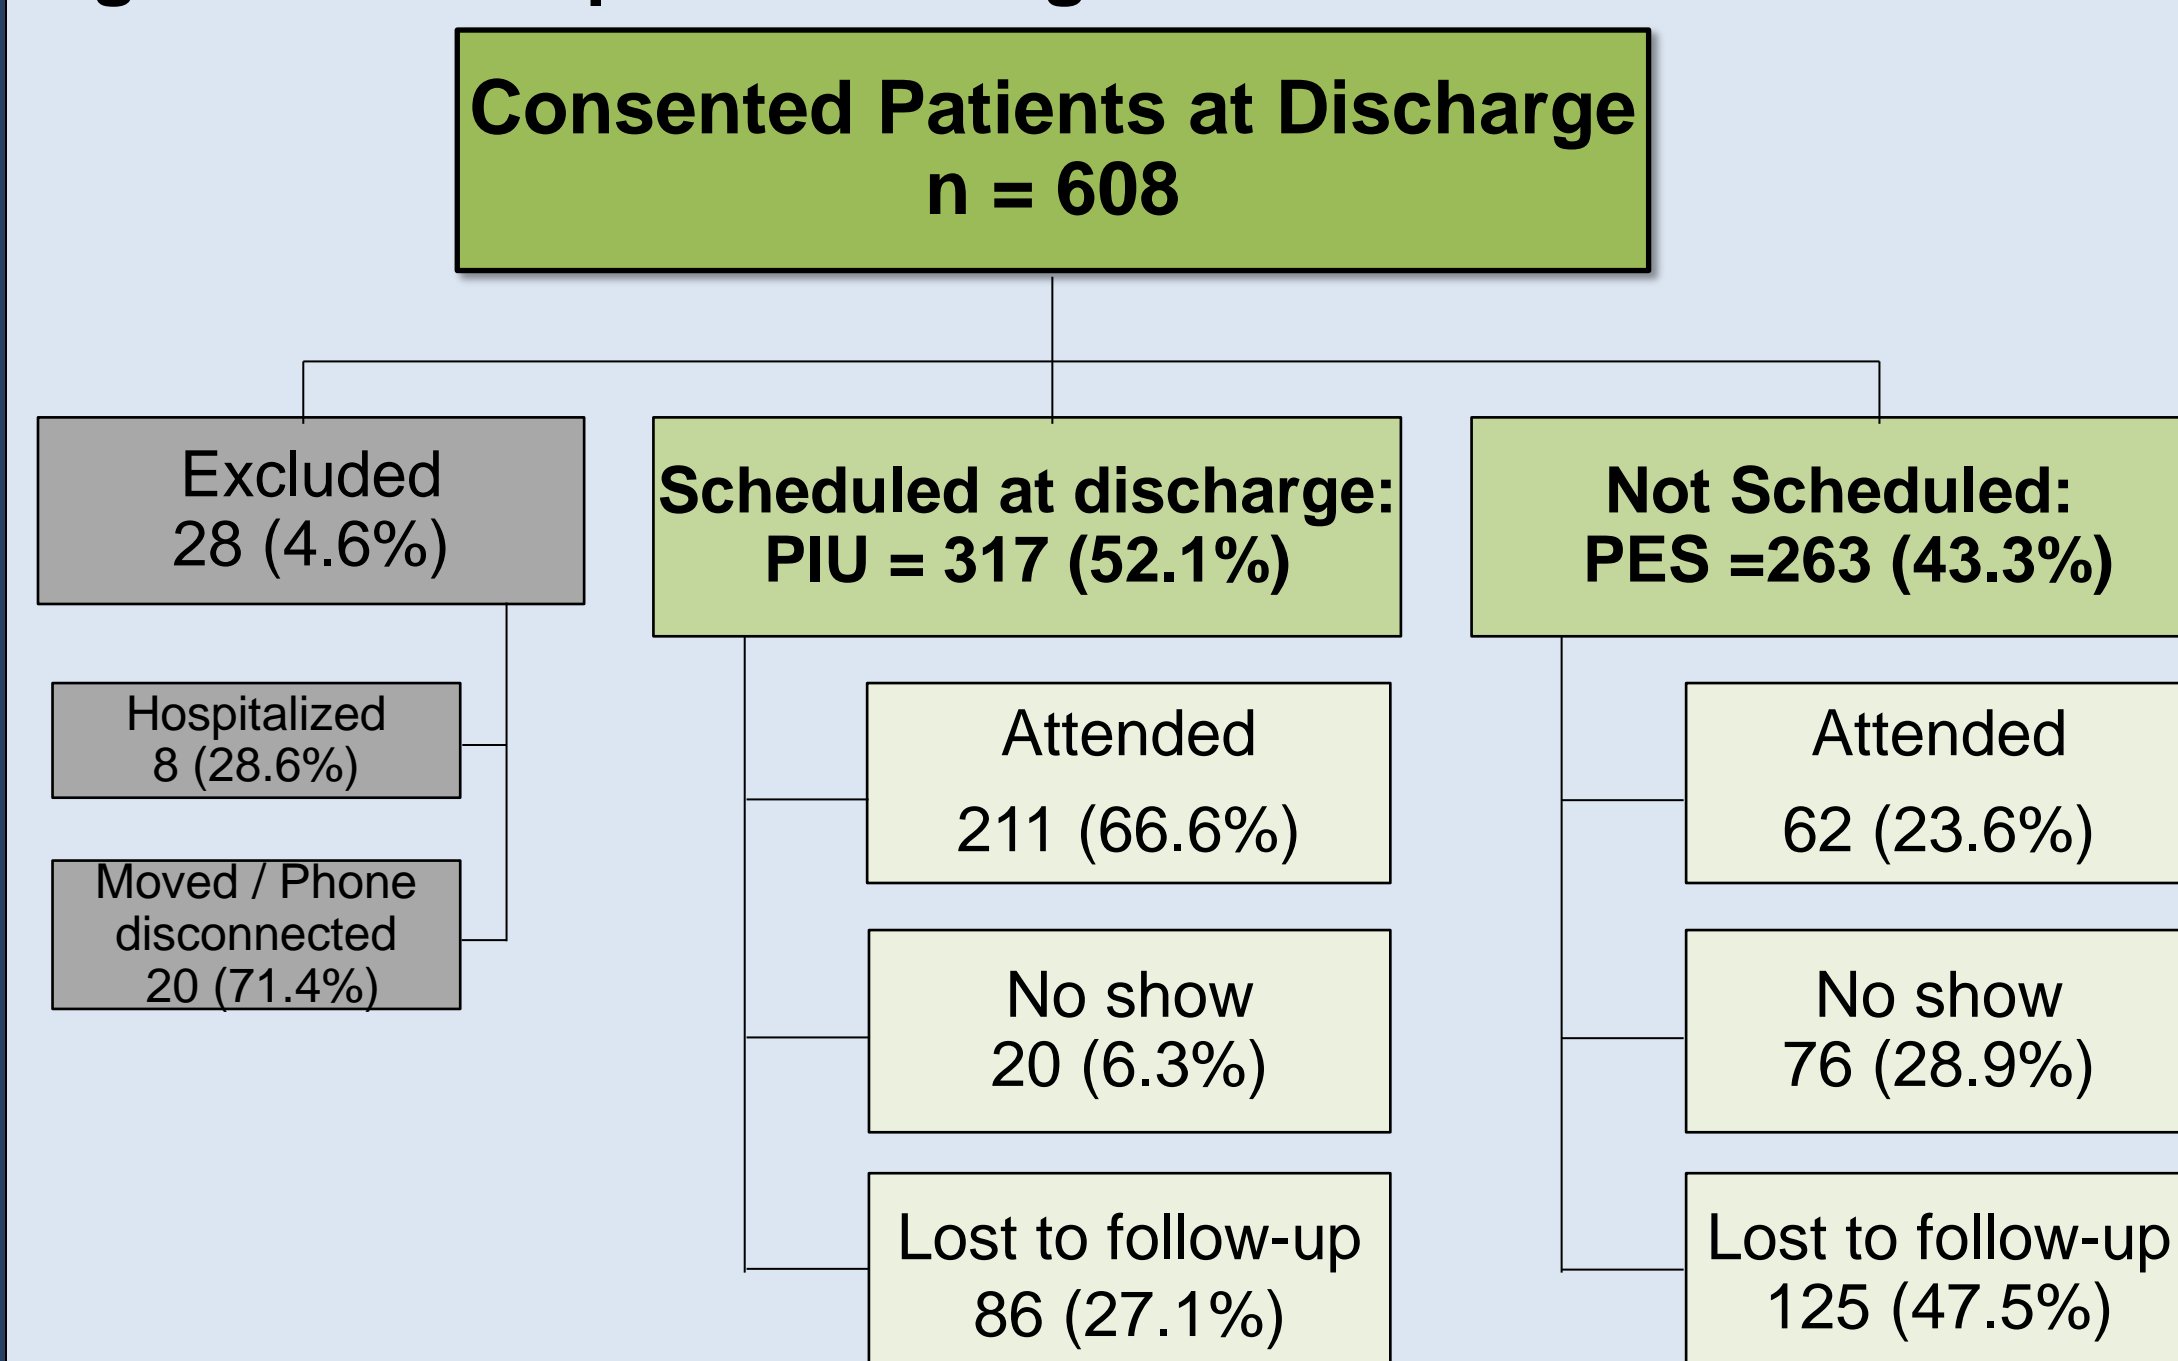 Consented Patients at Discharge
n = 608
Excluded
28 (4.6%)
Hospitalized
8 (28.6%)
Moved / Phone
disconnected
20 (71.4%)
Scheduled at discharge:
PIU = 317 (52.1%)
Attended
211 (66.6%)
No show
20 (6.3%)
Lost to follow-up
86 (27.1%)
Not Scheduled:
PES =263 (43.3%)
Attended
62 (23.6%)
No show
76 (28.9%)
Lost to follow-up
125 (47.5%)